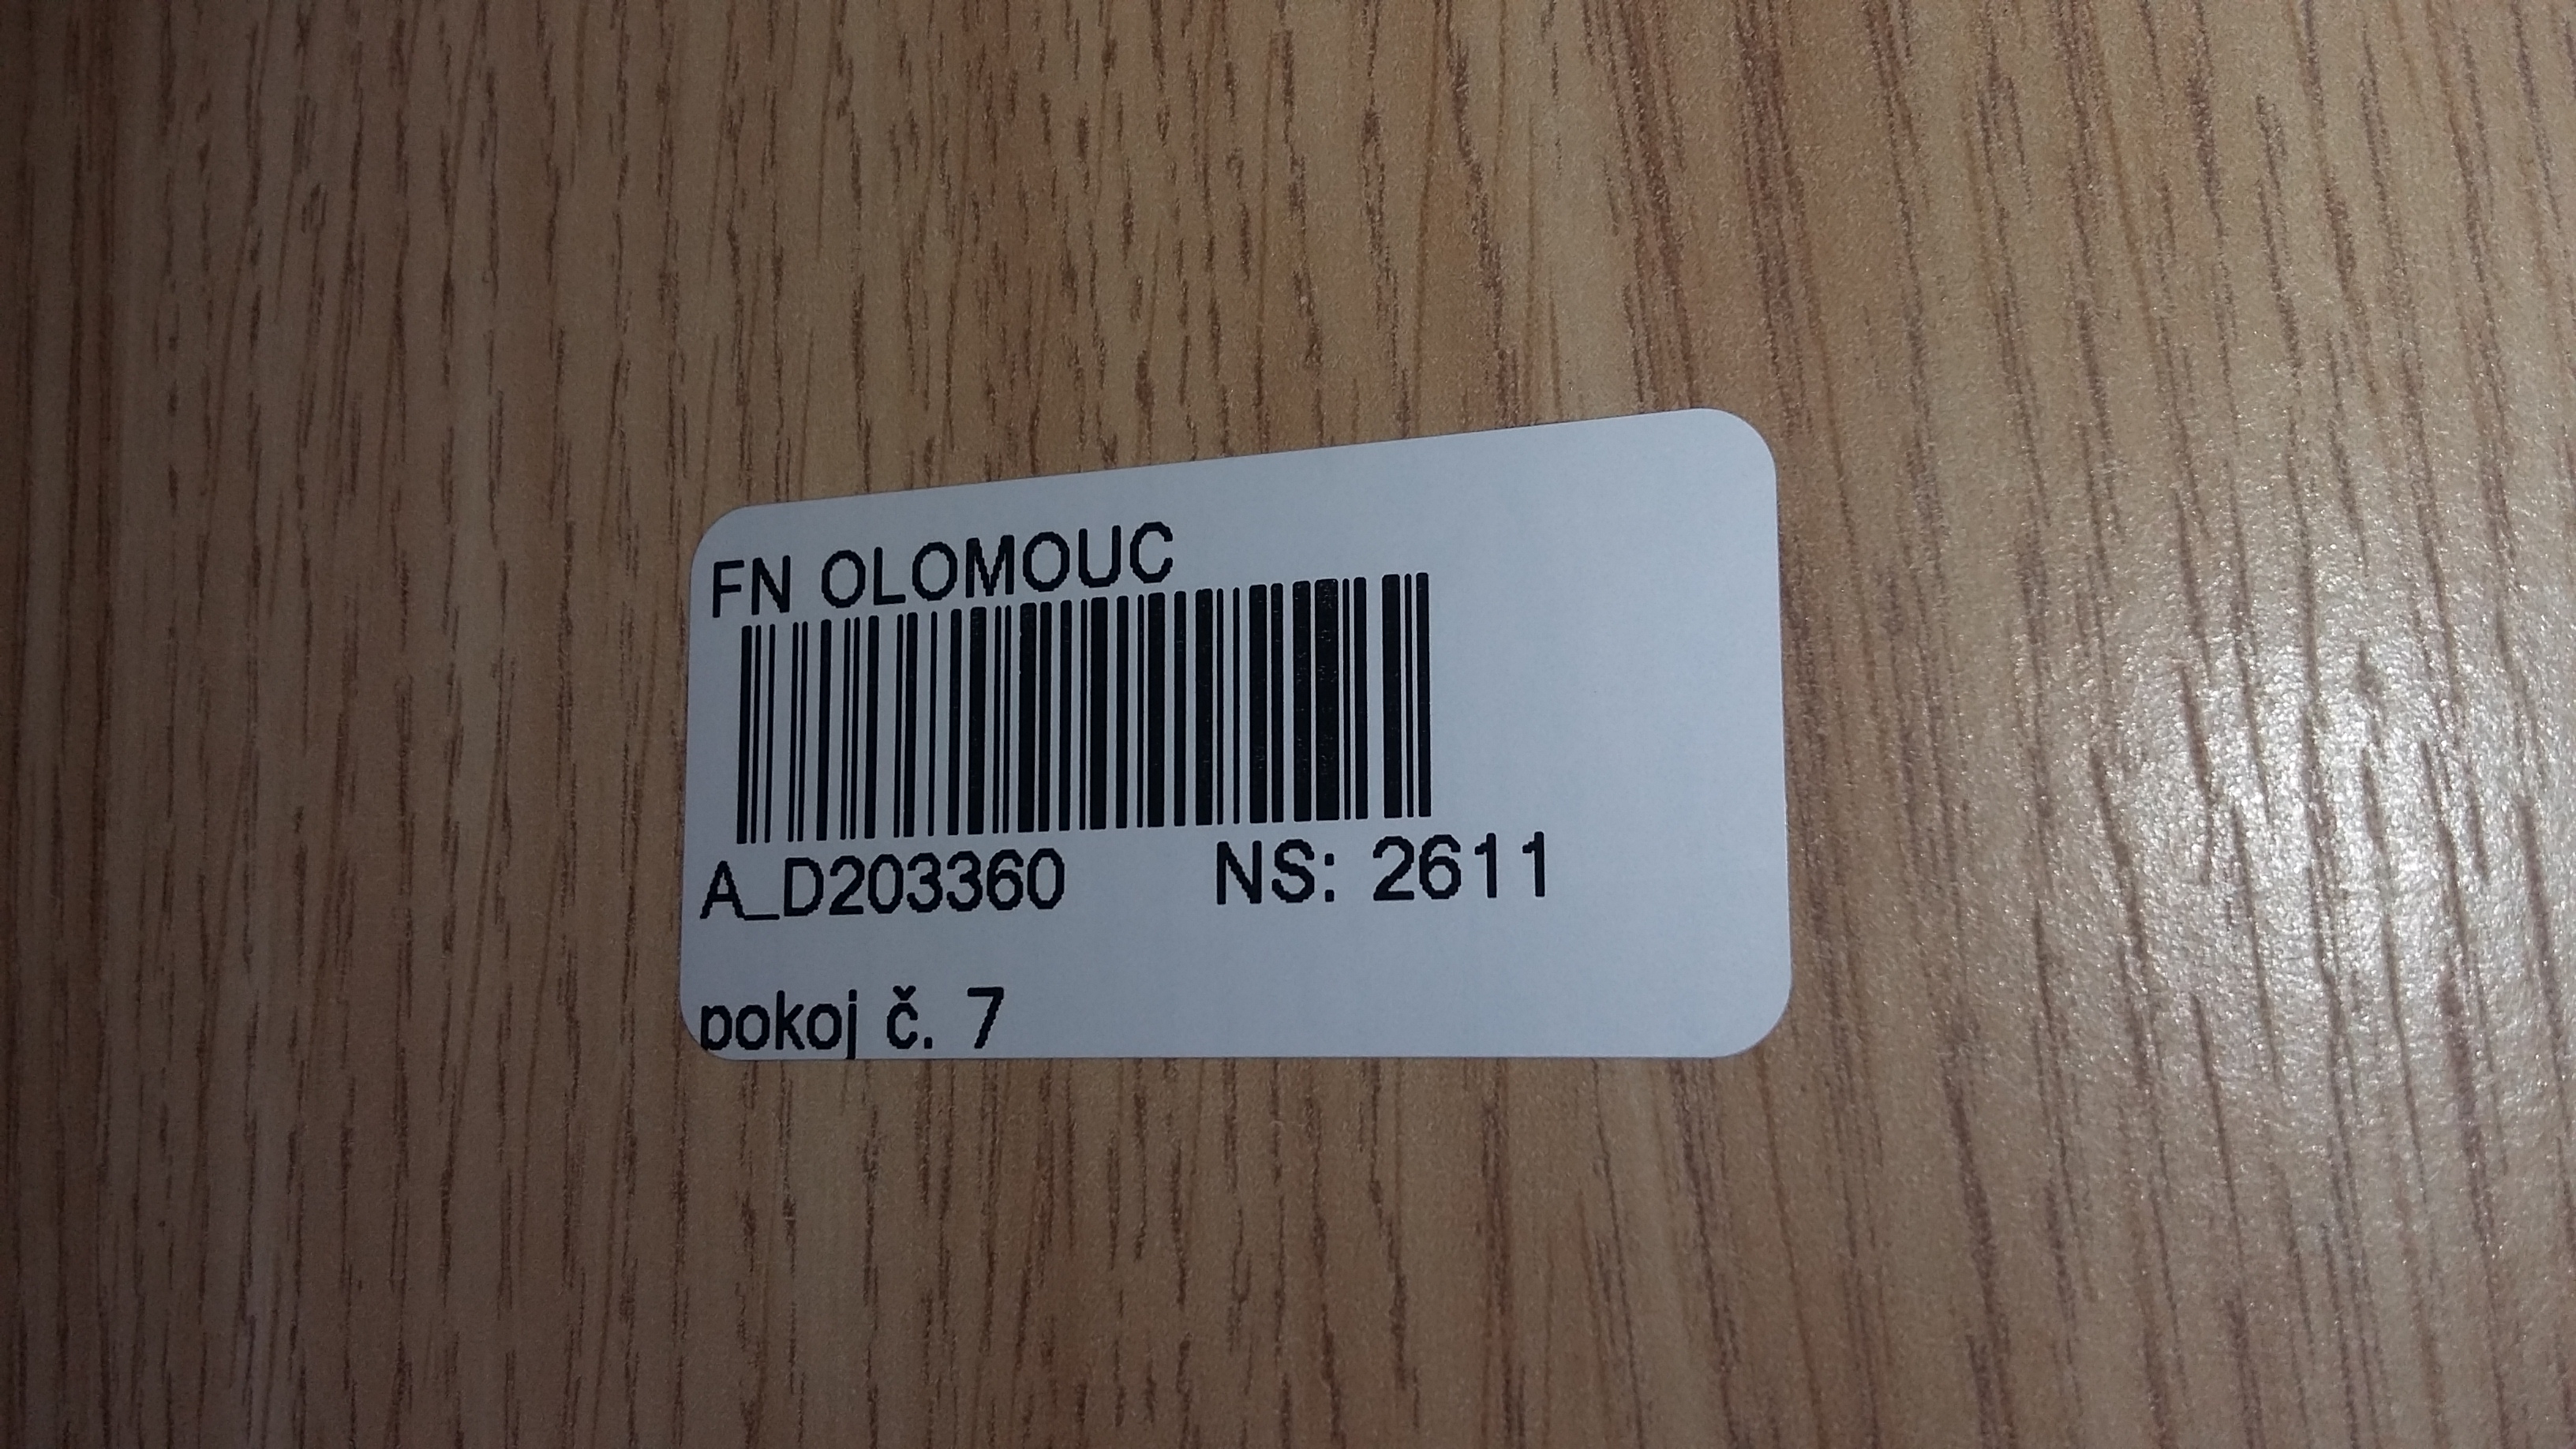 FN OLOMOUC
A_D203360 NS: 2611
pokoj č. 7